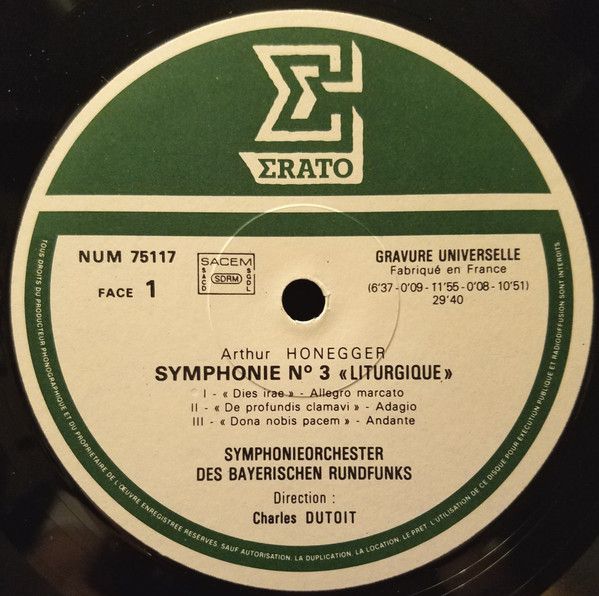 ΣRATO
NUM 75117
FACE 1
SACEM
SACD
SDRM
SGDL
GRAVURE UNIVERSELLE
Fabriqué en France
(6'37-0'09-11'55-0'08-10'51)
29'40
Arthur HONEGGER
SYMPHONIE Nº 3 «LITURGIQUE»
I - « Dies irae » - Allegro marcato
II - « De profundis clamavi » - Adagio
III - « Dona nobis pacem » - Andante
SYMPHONIEORCHESTER
DES BAYERISCHEN RUNDFUNKS
Direction :
Charles DUTOIT
TOUS DROITS DU PRODUCTEUR PHONOGRAPHIQUE ET DU PROPRIETAIRE DE L'ŒUVRE ENREGISTREE RESERVES. SAUF AUTORISATION, LA DUPLICATION, LA LOCATION, LE PRET, L'UTILISATION DE CE DISQUE POUR EXECUTION PUBLIQUE ET RADIODIFFUSION SONT INTERDITS.